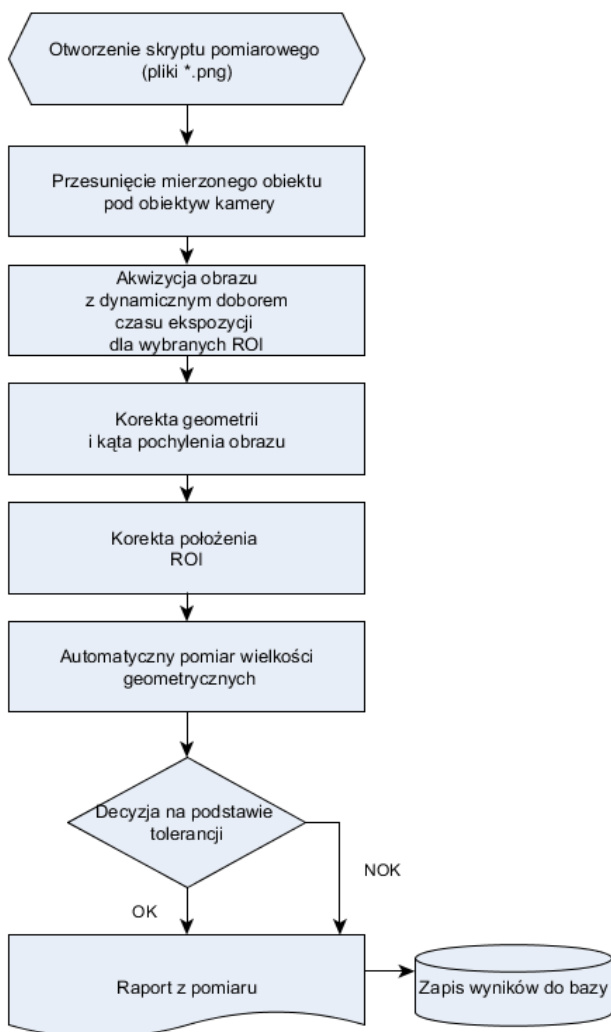 Otworzenie skryptu pomiarowego
(pliki *.png)
Przesunięcie mierzonego obiektu
pod obiektyw kamery
Akwizycja obrazu
z dynamicznym doborem
czasu ekspozycji
dla wybranych ROI
Korekta geometrii
i kąta pochylenia obrazu
Korekta położenia
ROI
Automatyczny pomiar wielkości
geometrycznych
Decyzja na podstawie
tolerancji
NOK
OK
Raport z pomiaru
Zapis wyników do bazy